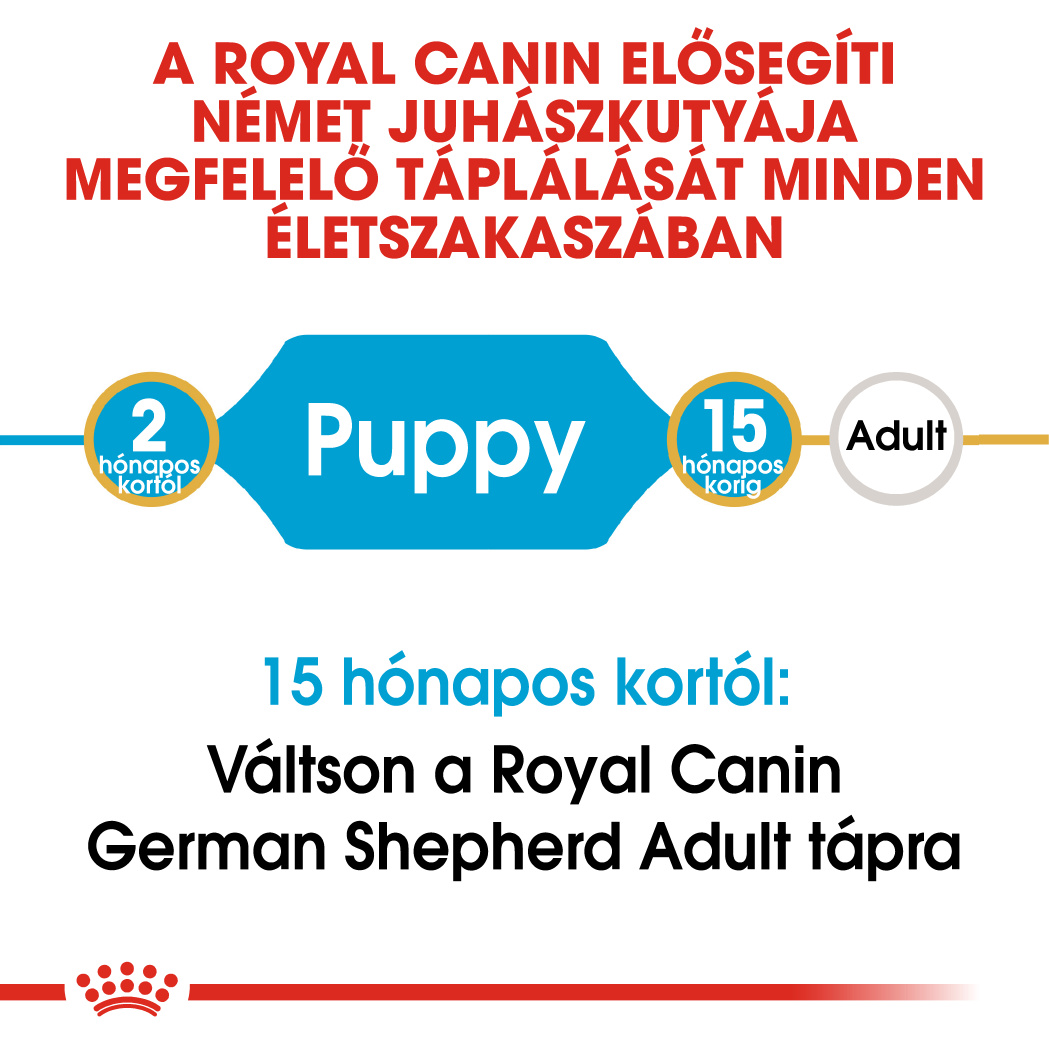 A ROYAL CANIN ELŐSEGÍTI
NÉMET JUHÁSZKUTYÁJA
MEGFELELŐ TÁPLÁLÁSÁT MINDEN
ÉLETSZAKASZÁBAN
2
hónapos
kortól
Puppy
15
hónapos
korig
Adult
15 hónapos kortól:
Váltson a Royal Canin
German Shepherd Adult tápra